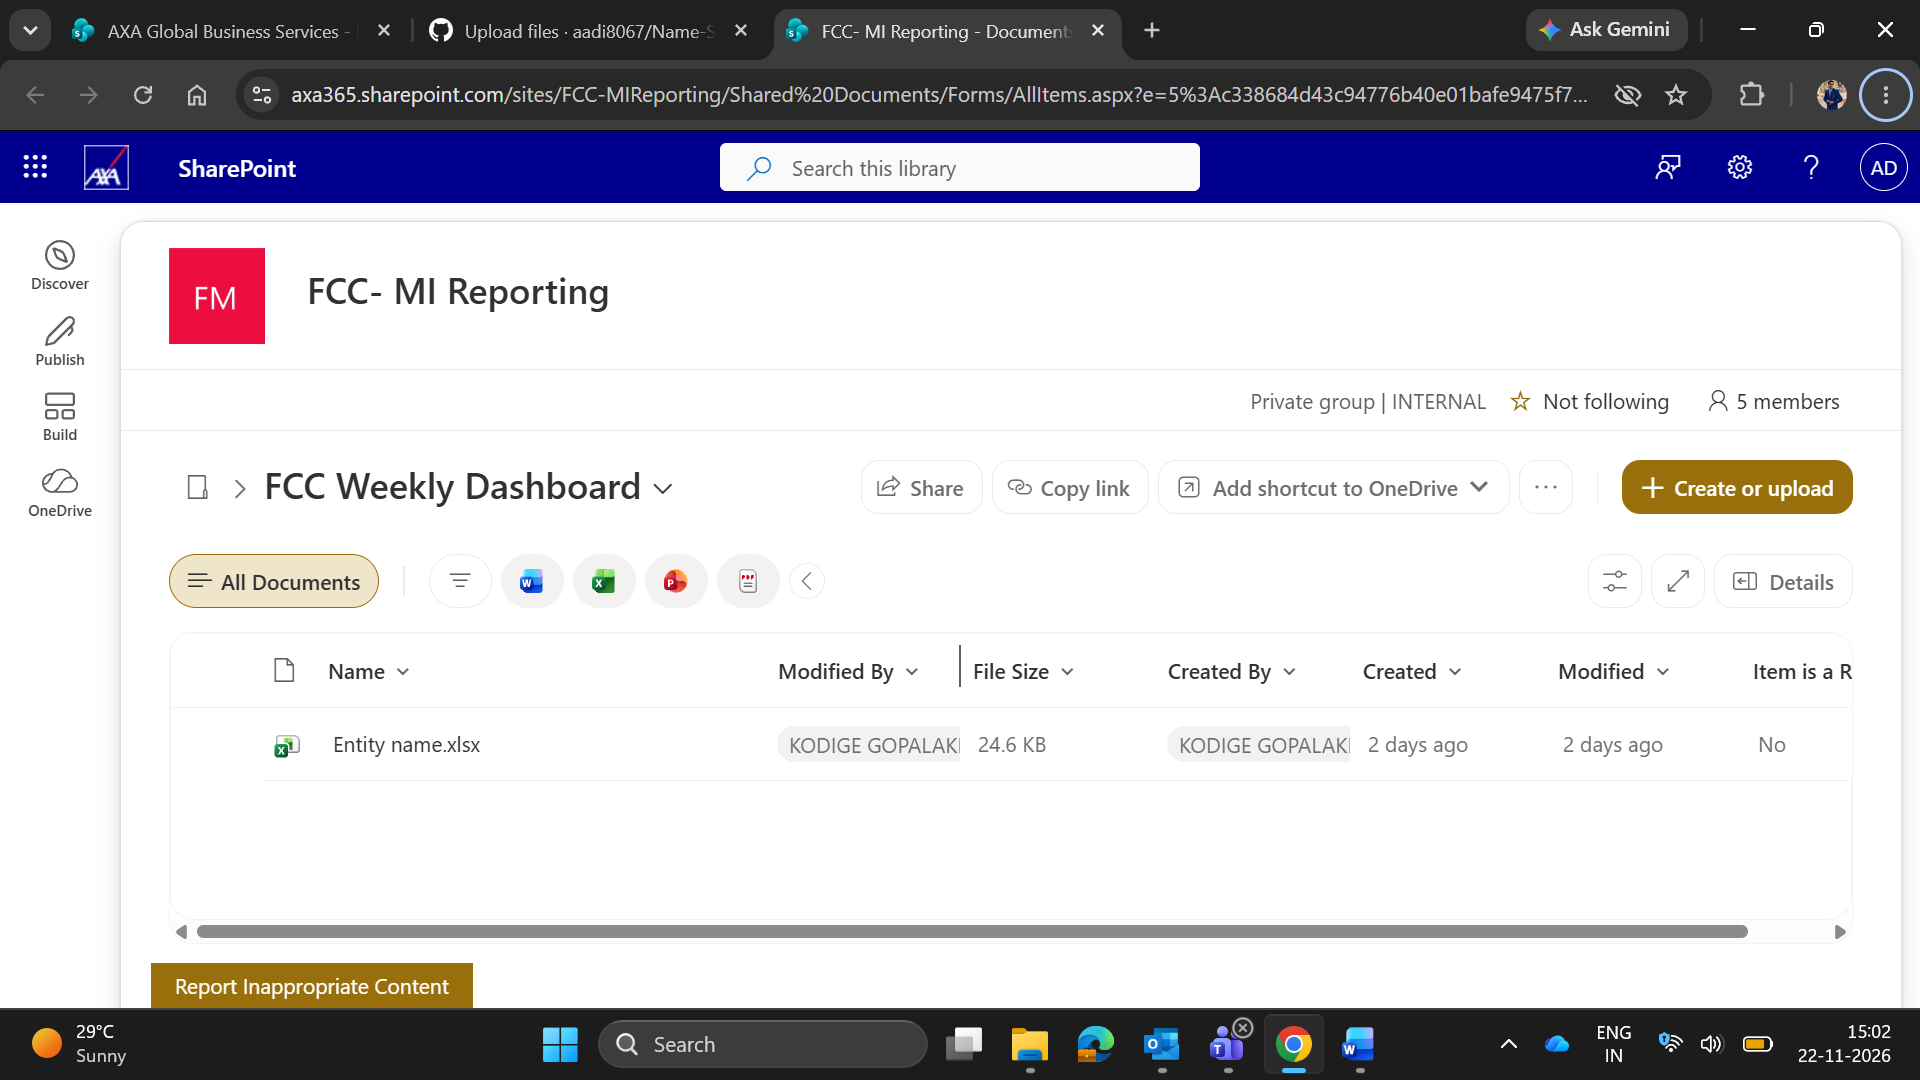 AXA Global Business Services -
Upload files · aadi8067/Name-S
FCC- MI Reporting - Documents
Ask Gemini
axa365.sharepoint.com/sites/FCC-MIReporting/Shared%20Documents/Forms/AllItems.aspx?e=5%3Ac338684d43c94776b40e01bafe9475f7...
AXA
SharePoint
Search this library
AD
Discover
Publish
Build
OneDrive
FM
FCC- MI Reporting
Private group | INTERNAL
Not following
5 members
FCC Weekly Dashboard
Share
Copy link
Add shortcut to OneDrive
Create or upload
All Documents
Details
Name
Modified By
File Size
Created By
Created
Modified
Item is a R
Entity name.xlsx
KODIGE GOPALAK
24.6 KB
KODIGE GOPALAK
2 days ago
2 days ago
No
Report Inappropriate Content
29°C
Sunny
Search
ENG
IN
15:02
22-11-2026